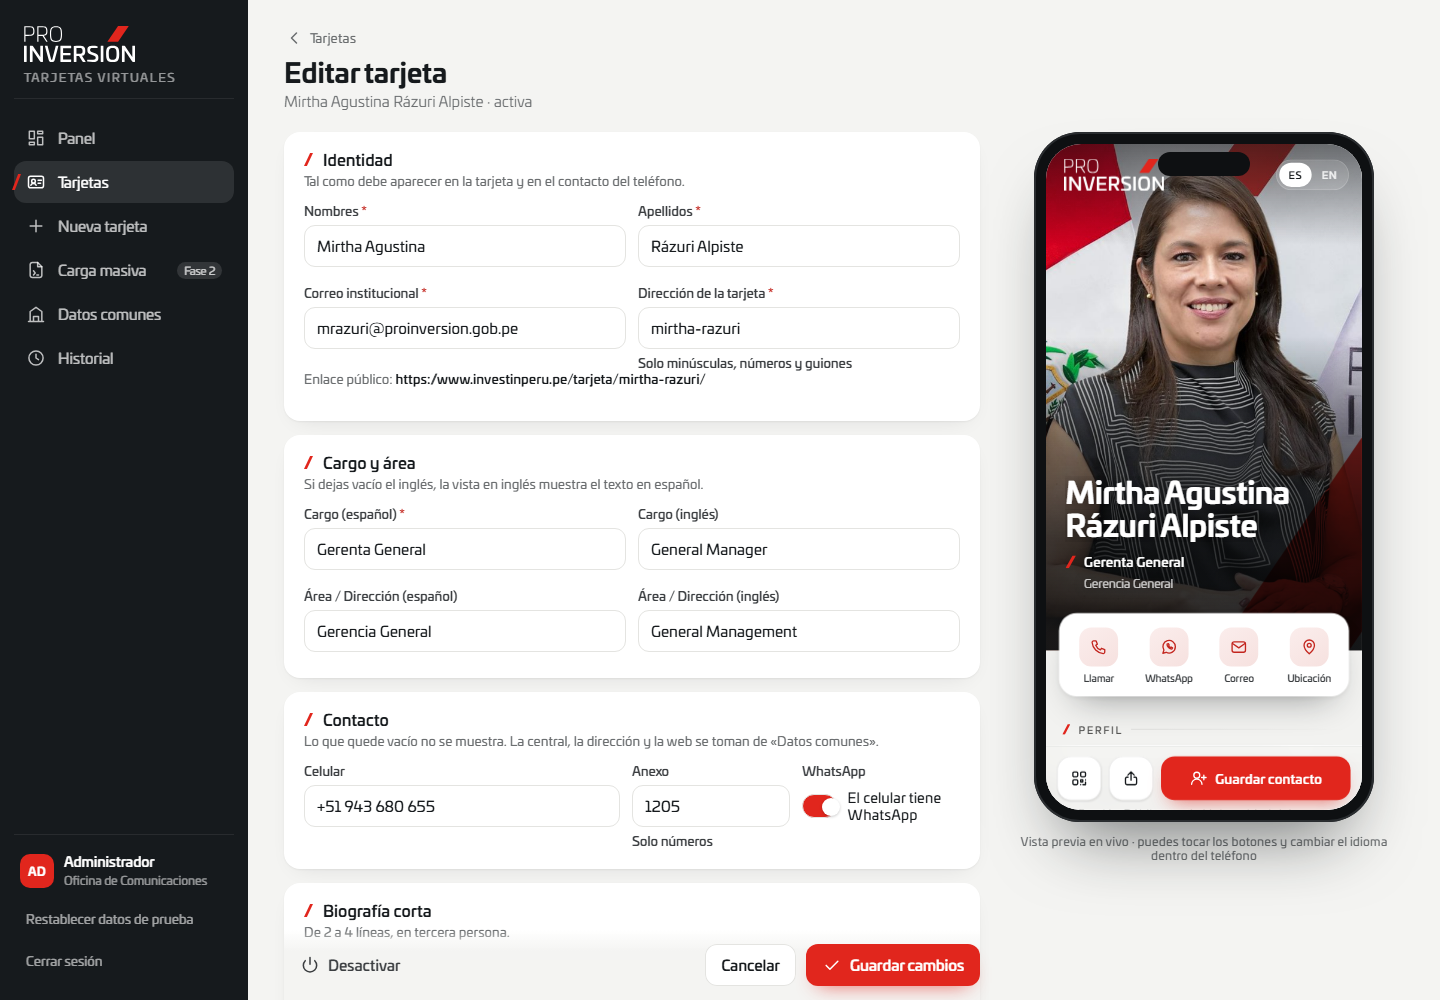 PRO
INVERSIÓN
TARJETAS VIRTUALES
Panel
Tarjetas
Nueva tarjeta
Carga masiva
Fase 2
Datos comunes
Historial
AD
Administrador
Oficina de Comunicaciones
Restablecer datos de prueba
Cerrar sesión
Tarjetas
Editar tarjeta
Mirtha Agustina Rázuri Alpiste · activa
Identidad
Tal como debe aparecer en la tarjeta y en el contacto del teléfono.
Nombres *
Apellidos *
Mirtha Agustina
Rázuri Alpiste
Correo institucional *
Dirección de la tarjeta *
mrazuri@proinversion.gob.pe
mirtha-razuri
Solo minúsculas, números y guiones
Enlace público: https:/www.investinperu.pe/tarjeta/mirtha-razuri/
Cargo y área
Si dejas vacío el inglés, la vista en inglés muestra el texto en español.
Cargo (español) *
Cargo (inglés)
Gerenta General
General Manager
Área / Dirección (español)
Área / Dirección (inglés)
Gerencia General
General Management
Contacto
Lo que quede vacío no se muestra. La central, la dirección y la web se toman de «Datos comunes».
Celular
Anexo
WhatsApp
+51 943 680 655
1205
El celular tiene
WhatsApp
Solo números
Biografía corta
De 2 a 4 líneas, en tercera persona.
Desactivar
Cancelar
Guardar cambios
PRO
INVERSIÓN
ES
EN
Mirtha Agustina
Rázuri Alpiste
Gerenta General
Gerencia General
Llamar
WhatsApp
Correo
Ubicación
PERFIL
Guardar contacto
Vista previa en vivo · puedes tocar los botones y cambiar el idioma
dentro del teléfono